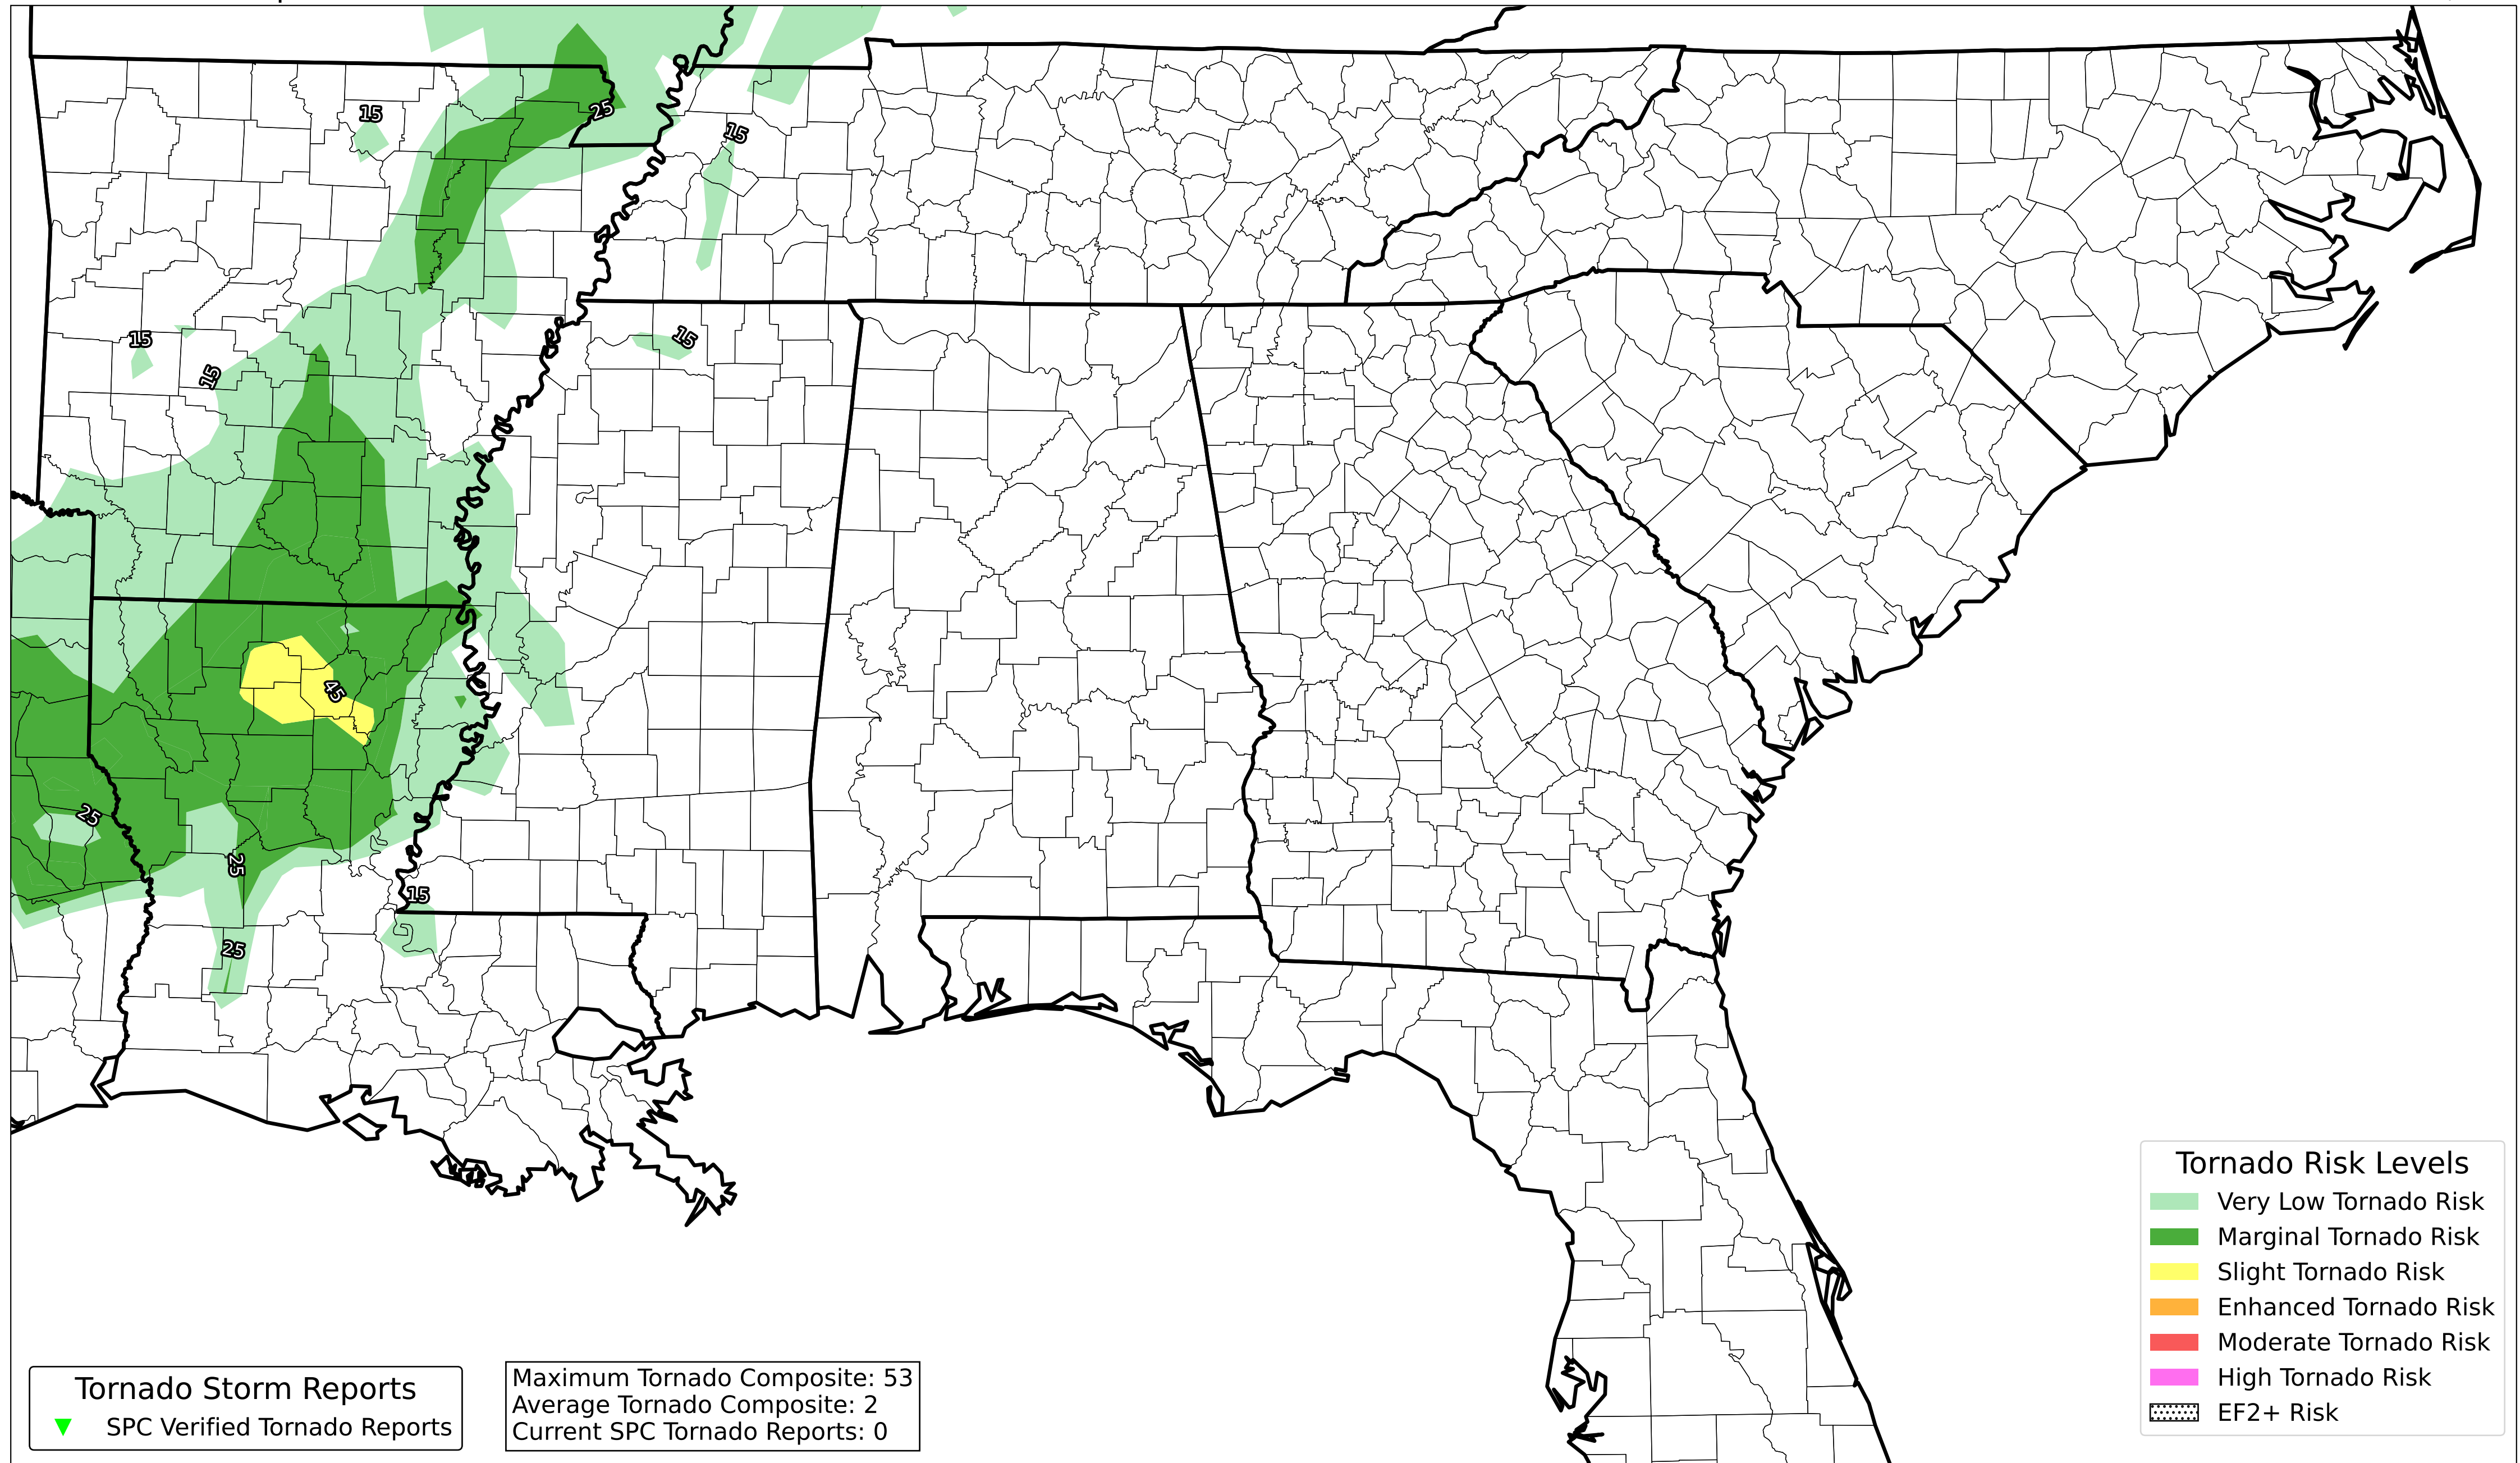 15
25
15
15
15
15
45
25
25
15
25
Tornado Risk Levels
Very Low Tornado Risk
Marginal Tornado Risk
Slight Tornado Risk
Enhanced Tornado Risk
Moderate Tornado Risk
High Tornado Risk
EF2+ Risk
Tornado Storm Reports
SPC Verified Tornado Reports
Maximum Tornado Composite: 53
Average Tornado Composite: 2
Current SPC Tornado Reports: 0